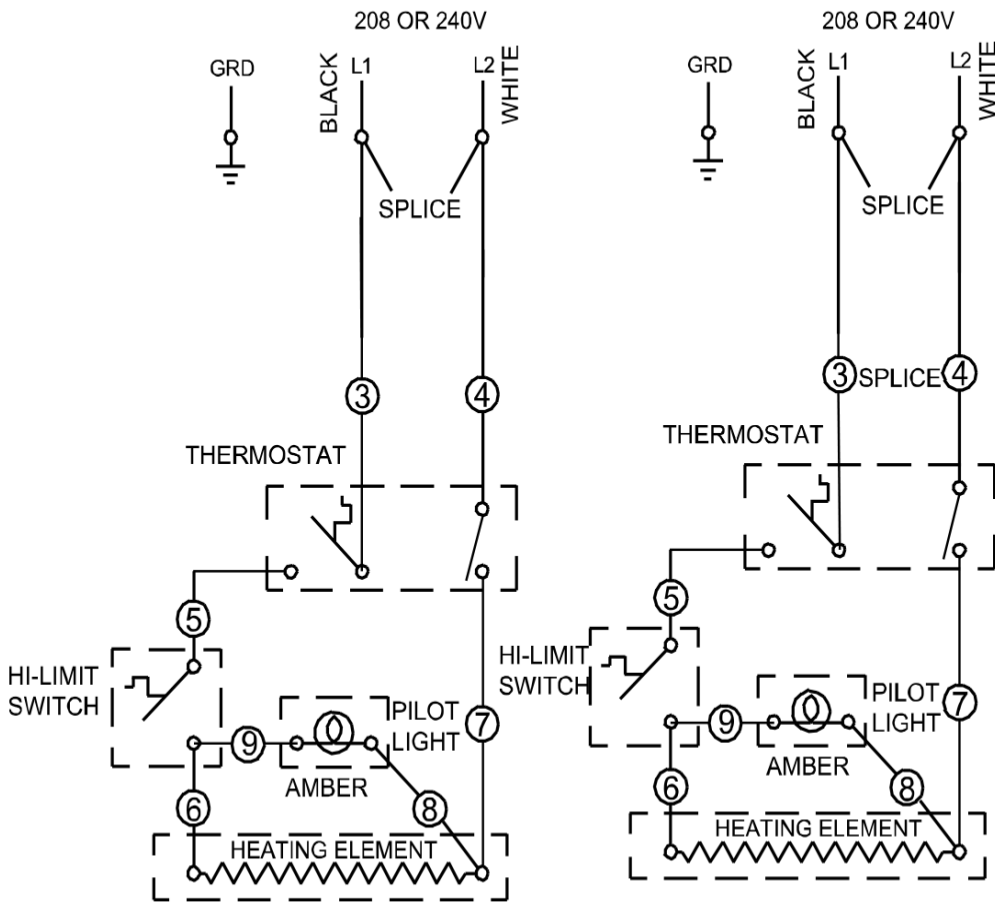 208 OR 240V
GRD
BLACK
L1
L2
WHITE
SPLICE
3
4
THERMOSTAT
5
HI-LIMIT
SWITCH
PILOT
LIGHT
7
9
AMBER
6
8
HEATING ELEMENT
208 OR 240V
GRD
BLACK
L1
L2
WHITE
SPLICE
3
SPLICE
4
THERMOSTAT
5
HI-LIMIT
SWITCH
PILOT
LIGHT
7
9
AMBER
6
8
HEATING ELEMENT